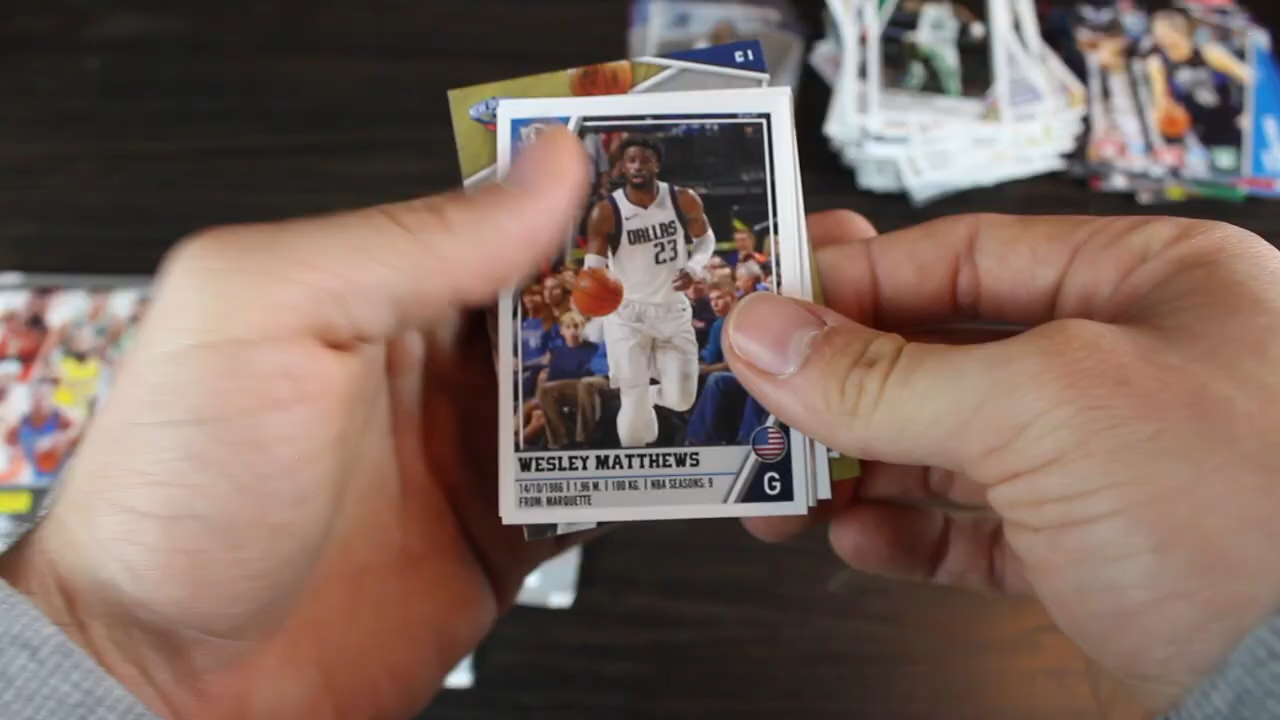 DALLAS
23
WESLEY MATTHEWS
14/10/1986 | 1,96 M. | 100 KG. | NBA SEASONS: 9
FROM: MARQUETTE
G